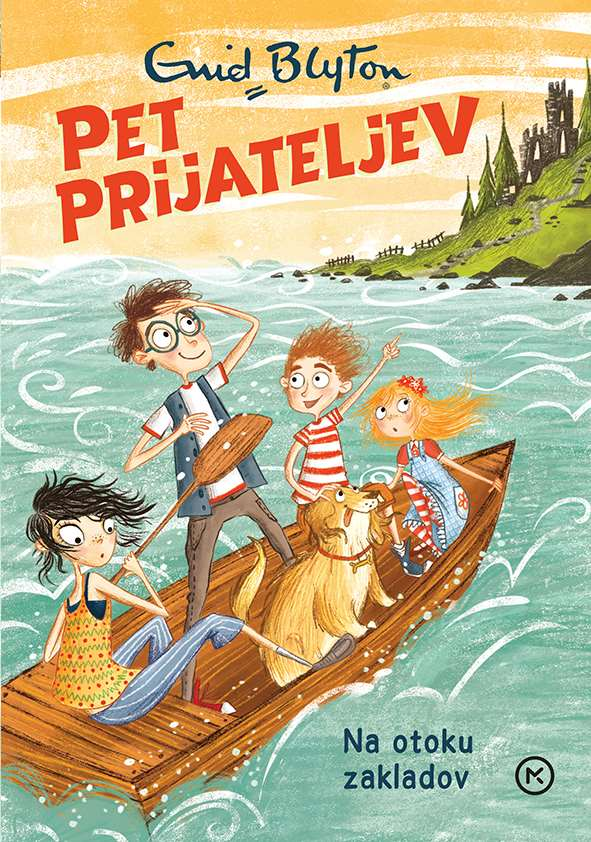 Enid Blyton®
PET
PRIJATELJEV
Na otoku
zakladov